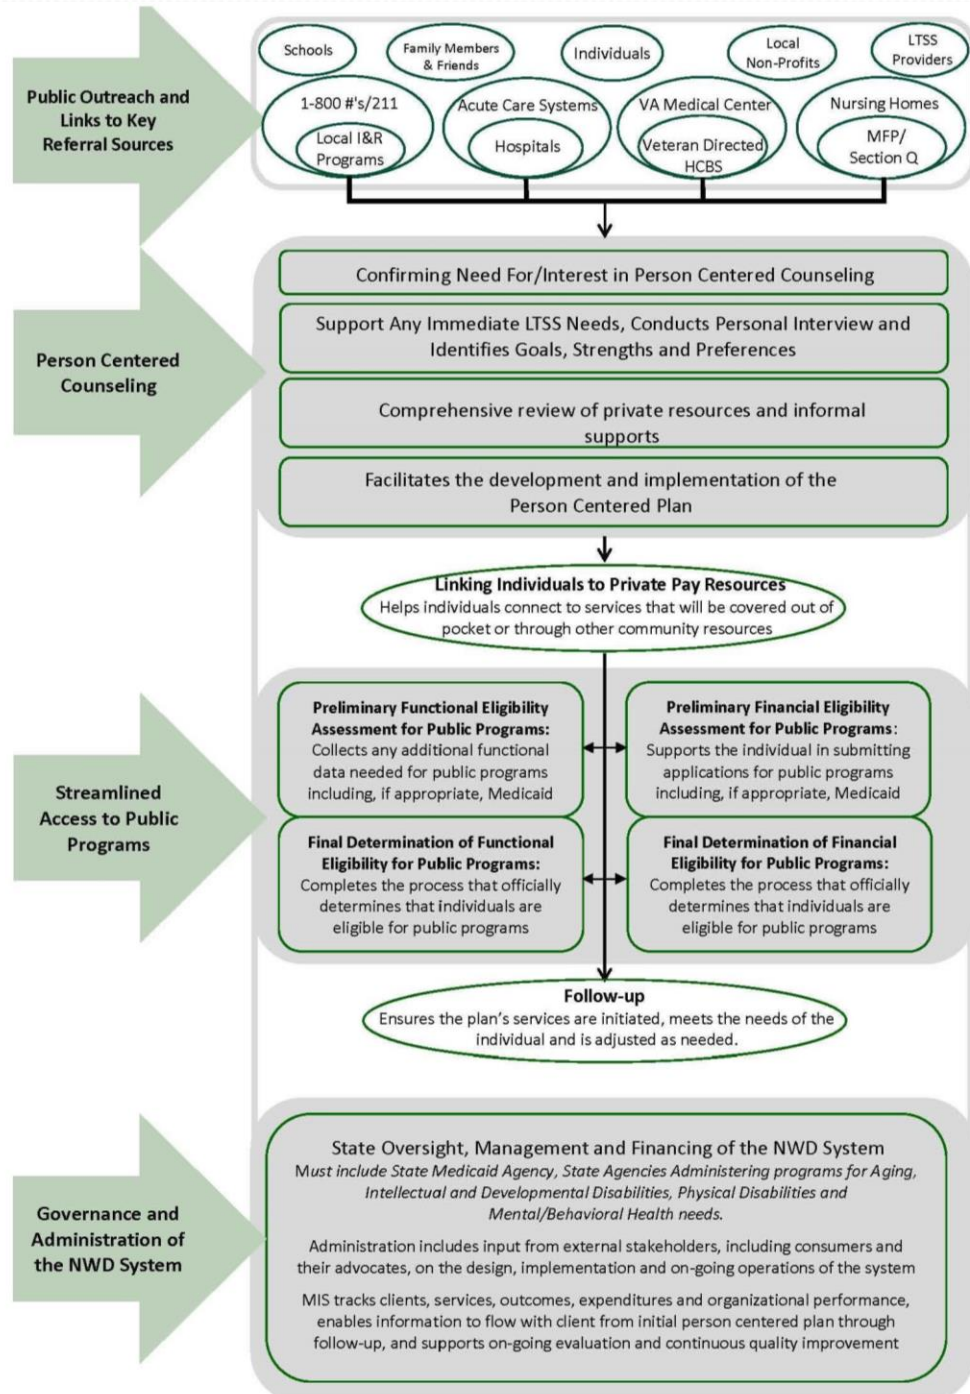 Public Outreach and
Links to Key
Referral Sources
Schools
Family Members
& Friends
Individuals
Local
Non-Profits
LTSS
Providers
1-800 #'s/211
Local I&R
Programs
Acute Care Systems
Hospitals
VA Medical Center
Veteran Directed
HCBS
Nursing Homes
MFP/
Section Q
Person Centered
Counseling
Confirming Need For/Interest in Person Centered Counseling
Support Any Immediate LTSS Needs, Conducts Personal Interview and
Identifies Goals, Strengths and Preferences
Comprehensive review of private resources and informal
supports
Facilitates the development and implementation of the
Person Centered Plan
Linking Individuals to Private Pay Resources
Helps individuals connect to services that will be covered out of
pocket or through other community resources
Streamlined
Access to Public
Programs
Preliminary Functional Eligibility
Assessment for Public Programs:
Collects any additional functional
data needed for public programs
including, if appropriate, Medicaid
Preliminary Financial Eligibility
Assessment for Public Programs:
Supports the individual in submitting
applications for public programs
including, if appropriate, Medicaid
Final Determination of Functional
Eligibility for Public Programs:
Completes the process that officially
determines that individuals are
eligible for public programs
Final Determination of Financial
Eligibility for Public Programs:
Completes the process that officially
determines that individuals are
eligible for public programs
Follow-up
Ensures the plan's services are initiated, meets the needs of the
individual and is adjusted as needed.
Governance and
Administration of
the NWD System
State Oversight, Management and Financing of the NWD System
Must include State Medicaid Agency, State Agencies Administering programs for Aging,
Intellectual and Developmental Disabilities, Physical Disabilities and
Mental/Behavioral Health needs.
Administration includes input from external stakeholders, including consumers and
their advocates, on the design, implementation and on-going operations of the system
MIS tracks clients, services, outcomes, expenditures and organizational performance,
enables information to flow with client from initial person centered plan through
follow-up, and supports on-going evaluation and continuous quality improvement